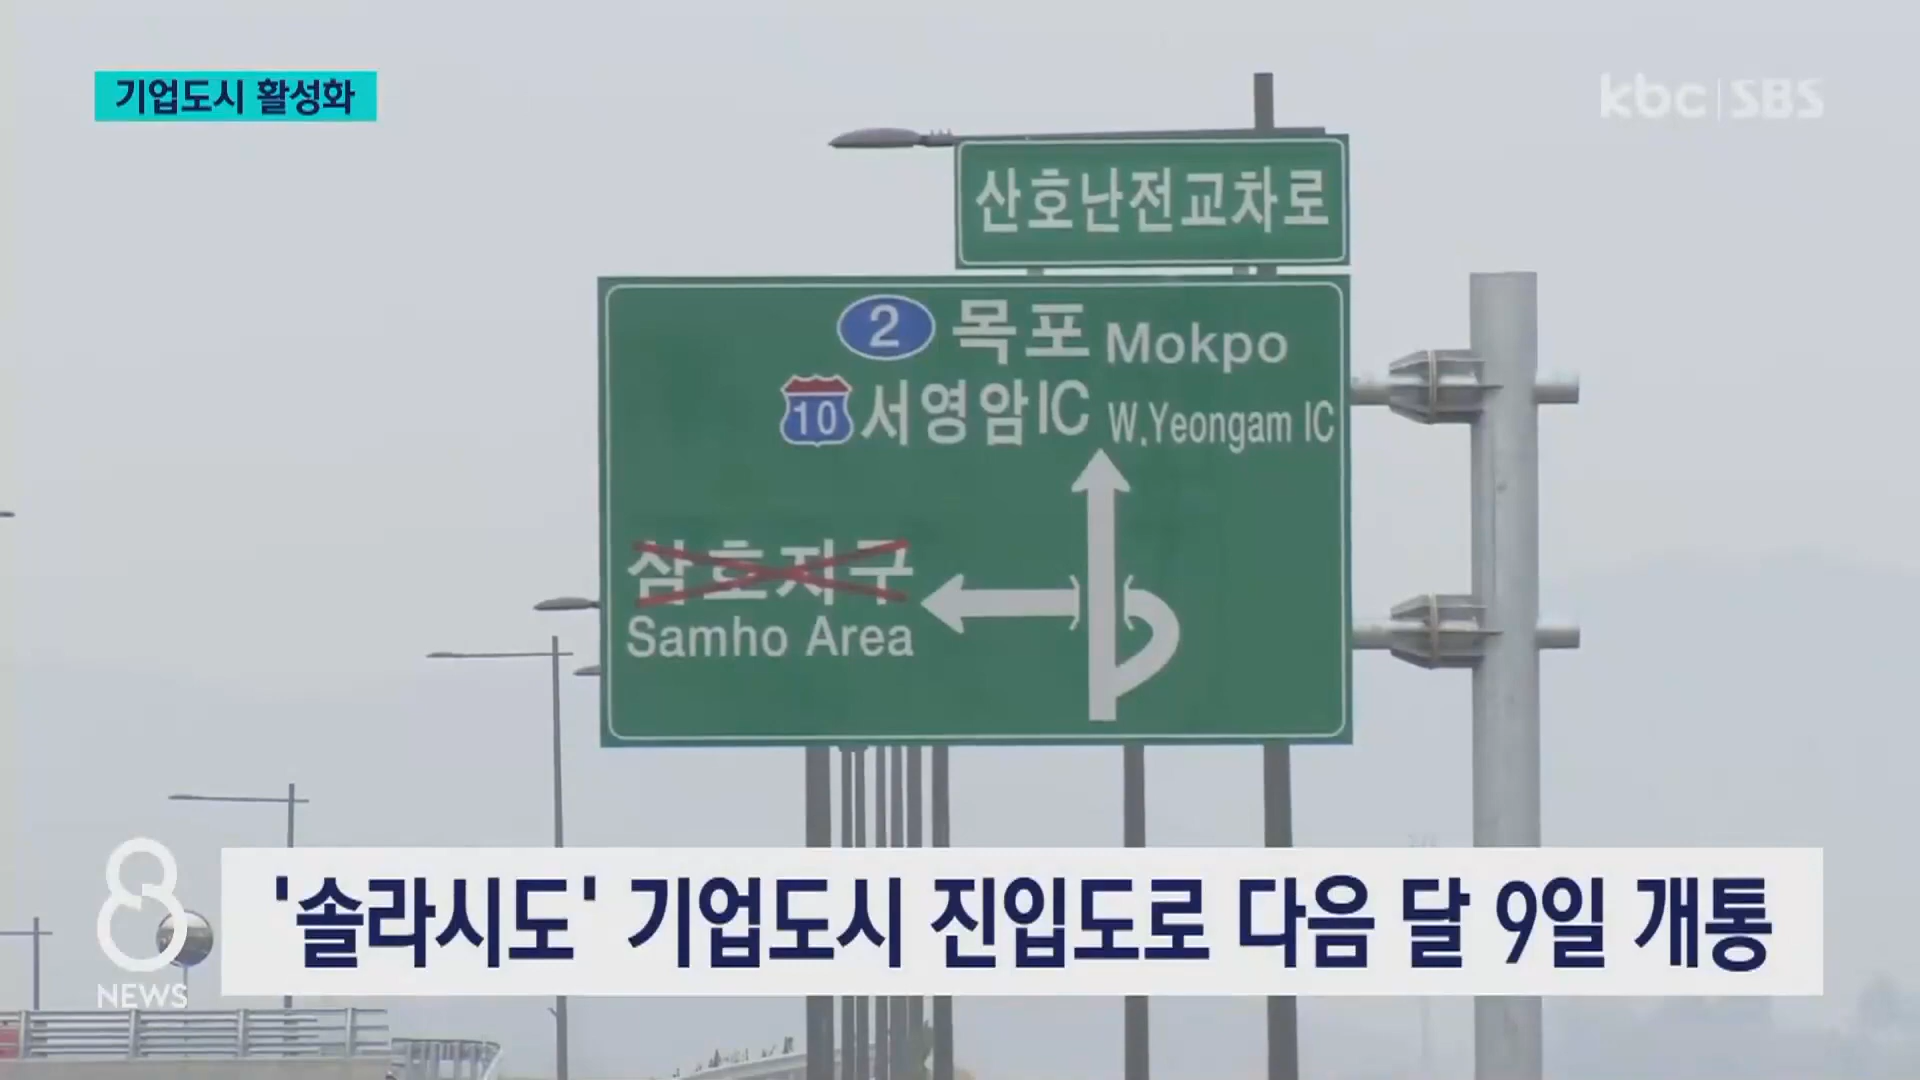 기업도시 활성화
kbc SBS
산호난전교차로
2 목포 Mokpo
10 서영암IC W.Yeongam IC
삼호지구
Samho Area
8
NEWS
'솔라시도' 기업도시 진입도로 다음 달 9일 개통